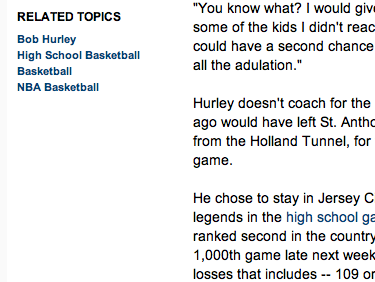 RELATED TOPICS
Bob Hurley
High School Basketball
Basketball
NBA Basketball
"You know what? I would give
some of the kids I didn't reac
could have a second chance
all the adulation."
Hurley doesn't coach for the
ago would have left St. Antho
from the Holland Tunnel, for
game.
He chose to stay in Jersey C
legends in the high school ga
ranked second in the country
1,000th game late next week
losses that includes -- 109 or